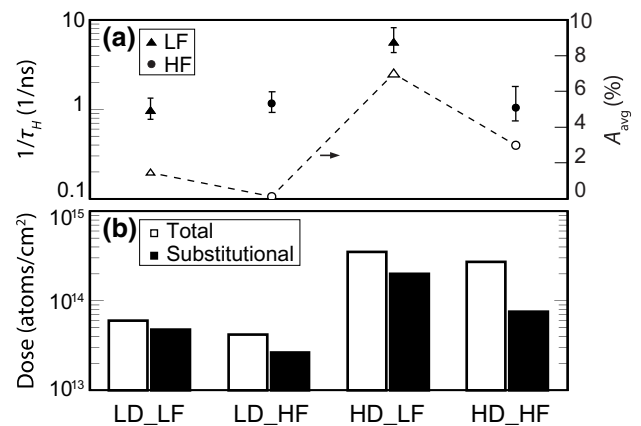 (a)
LF
HF
10
1
0.1
1/τH (1/ns)
10
8
6
4
2
0
Aavg (%)
(b)
Total
Substitutional
10¹⁵
10¹⁴
10¹³
Dose (atoms/cm²)
LD_LF LD_HF HD_LF HD_HF